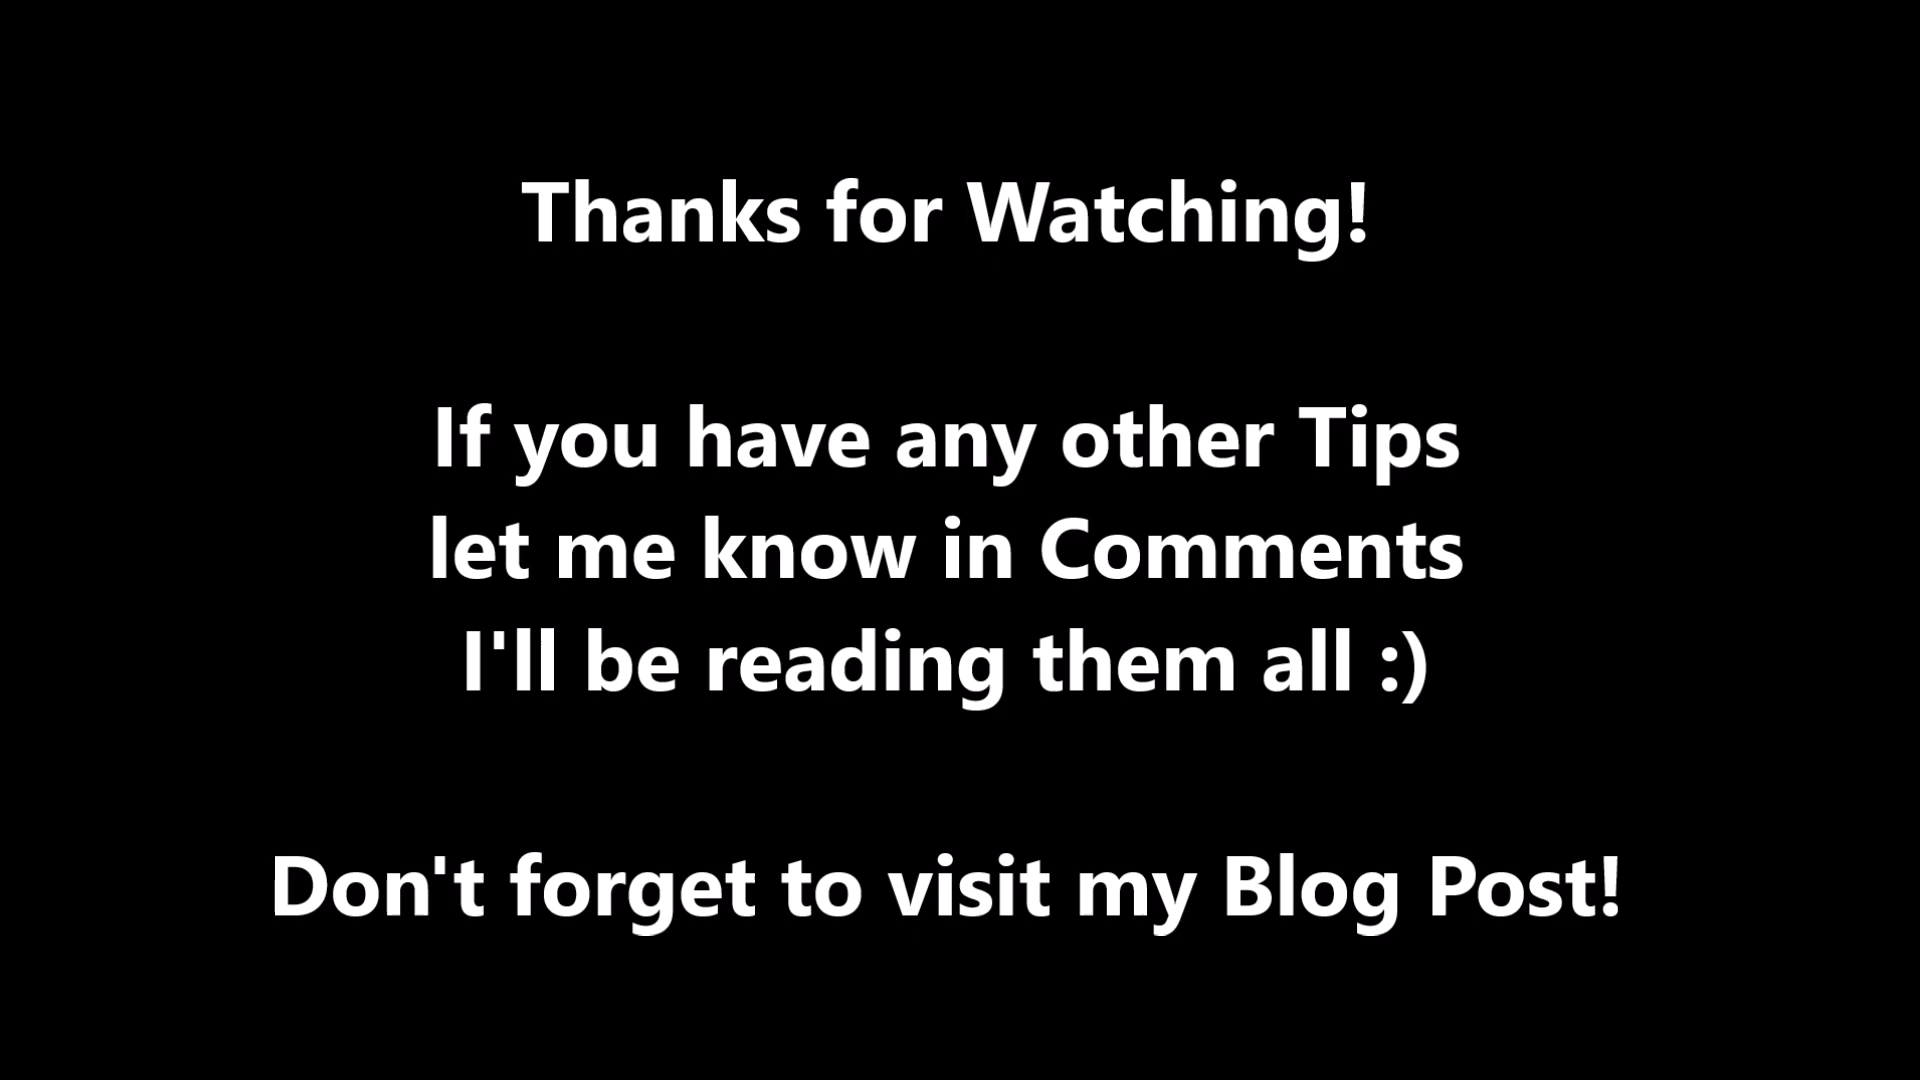 Thanks for Watching!
If you have any other Tips
let me know in Comments
I'll be reading them all :)
Don't forget to visit my Blog Post!